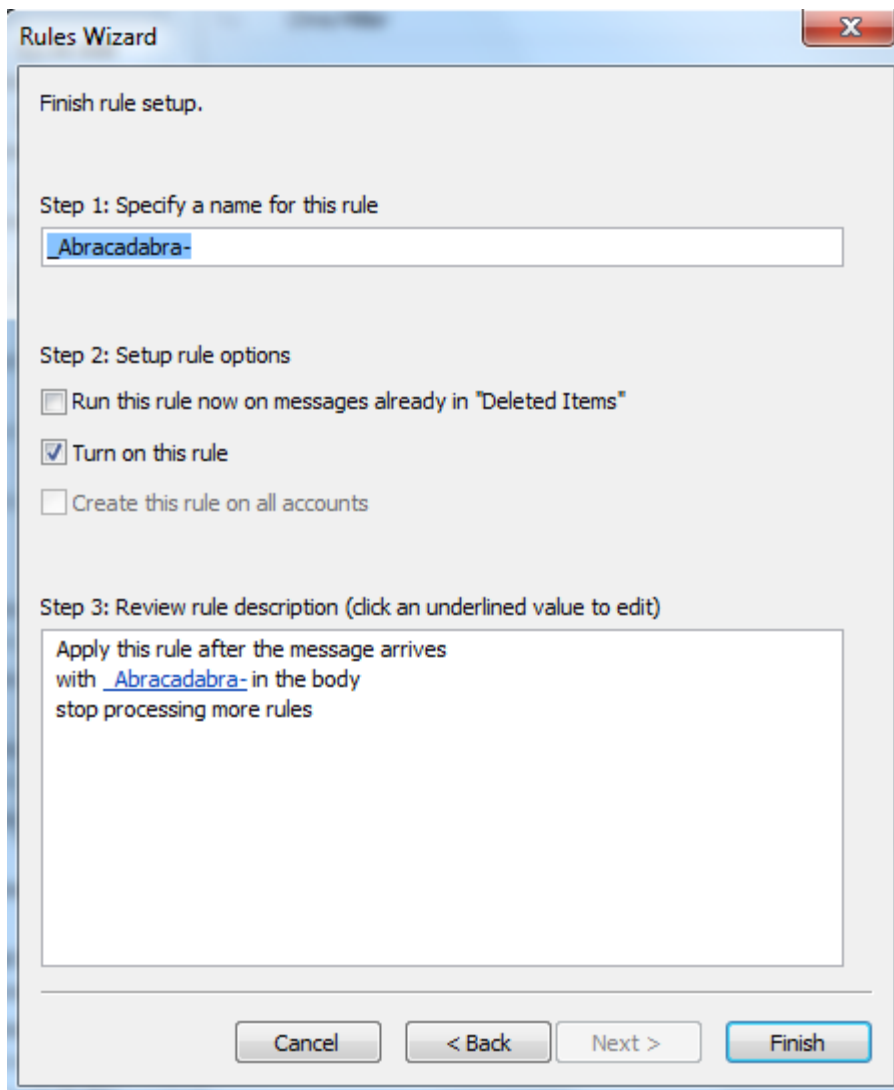 Rules Wizard
Finish rule setup.
Step 1: Specify a name for this rule
_Abracadabra-
Step 2: Setup rule options
Run this rule now on messages already in "Deleted Items"
Turn on this rule
Create this rule on all accounts
Step 3: Review rule description (click an underlined value to edit)
Apply this rule after the message arrives
with _Abracadabra- in the body
stop processing more rules
Cancel < Back Next > Finish